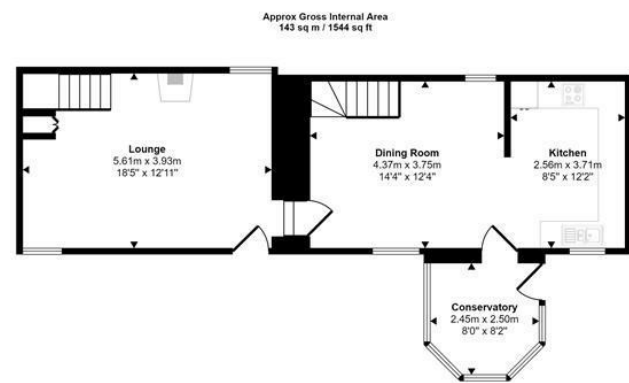 Approx Gross Internal Area
143 sq m / 1544 sq ft
Lounge
5.61m x 3.93m
18'5" x 12'11"
Dining Room
4.37m x 3.75m
14'4" x 12'4"
Kitchen
2.56m x 3.71m
8'5" x 12'2"
Conservatory
2.45m x 2.50m
8'0" x 8'2"